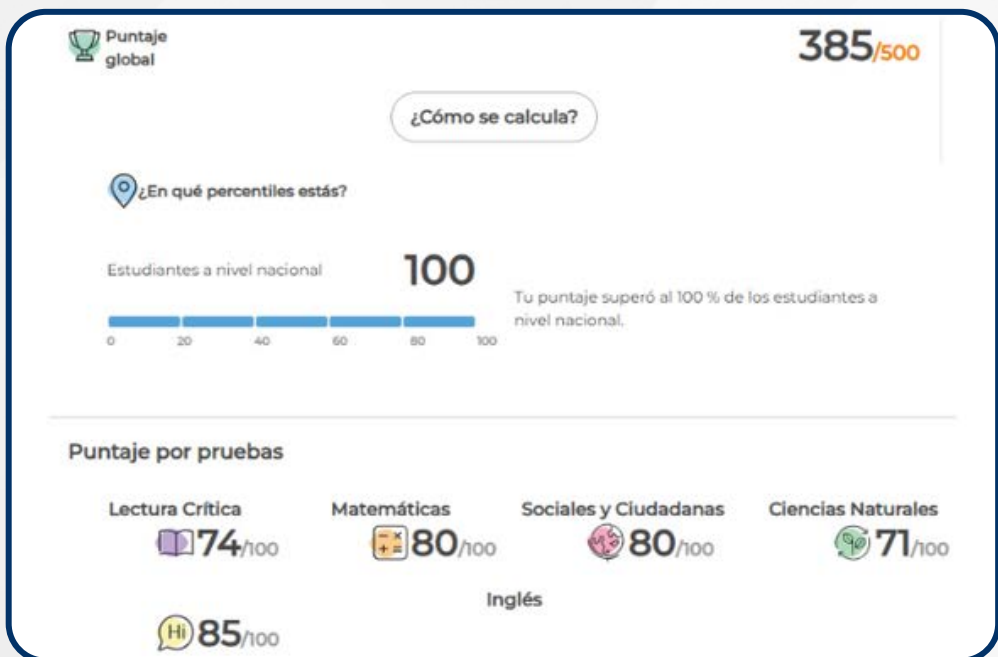 Puntaje
global
385/500
¿Cómo se calcula?
¿En qué percentiles estás?
Estudiantes a nivel nacional
100
Tu puntaje superó al 100 % de los estudiantes a
nivel nacional.
0 20 40 60 80 100
Puntaje por pruebas
Lectura Crítica Matemáticas Sociales y Ciudadanas Ciencias Naturales
74/100 80/100 80/100 71/100
Inglés
Hi 85/100